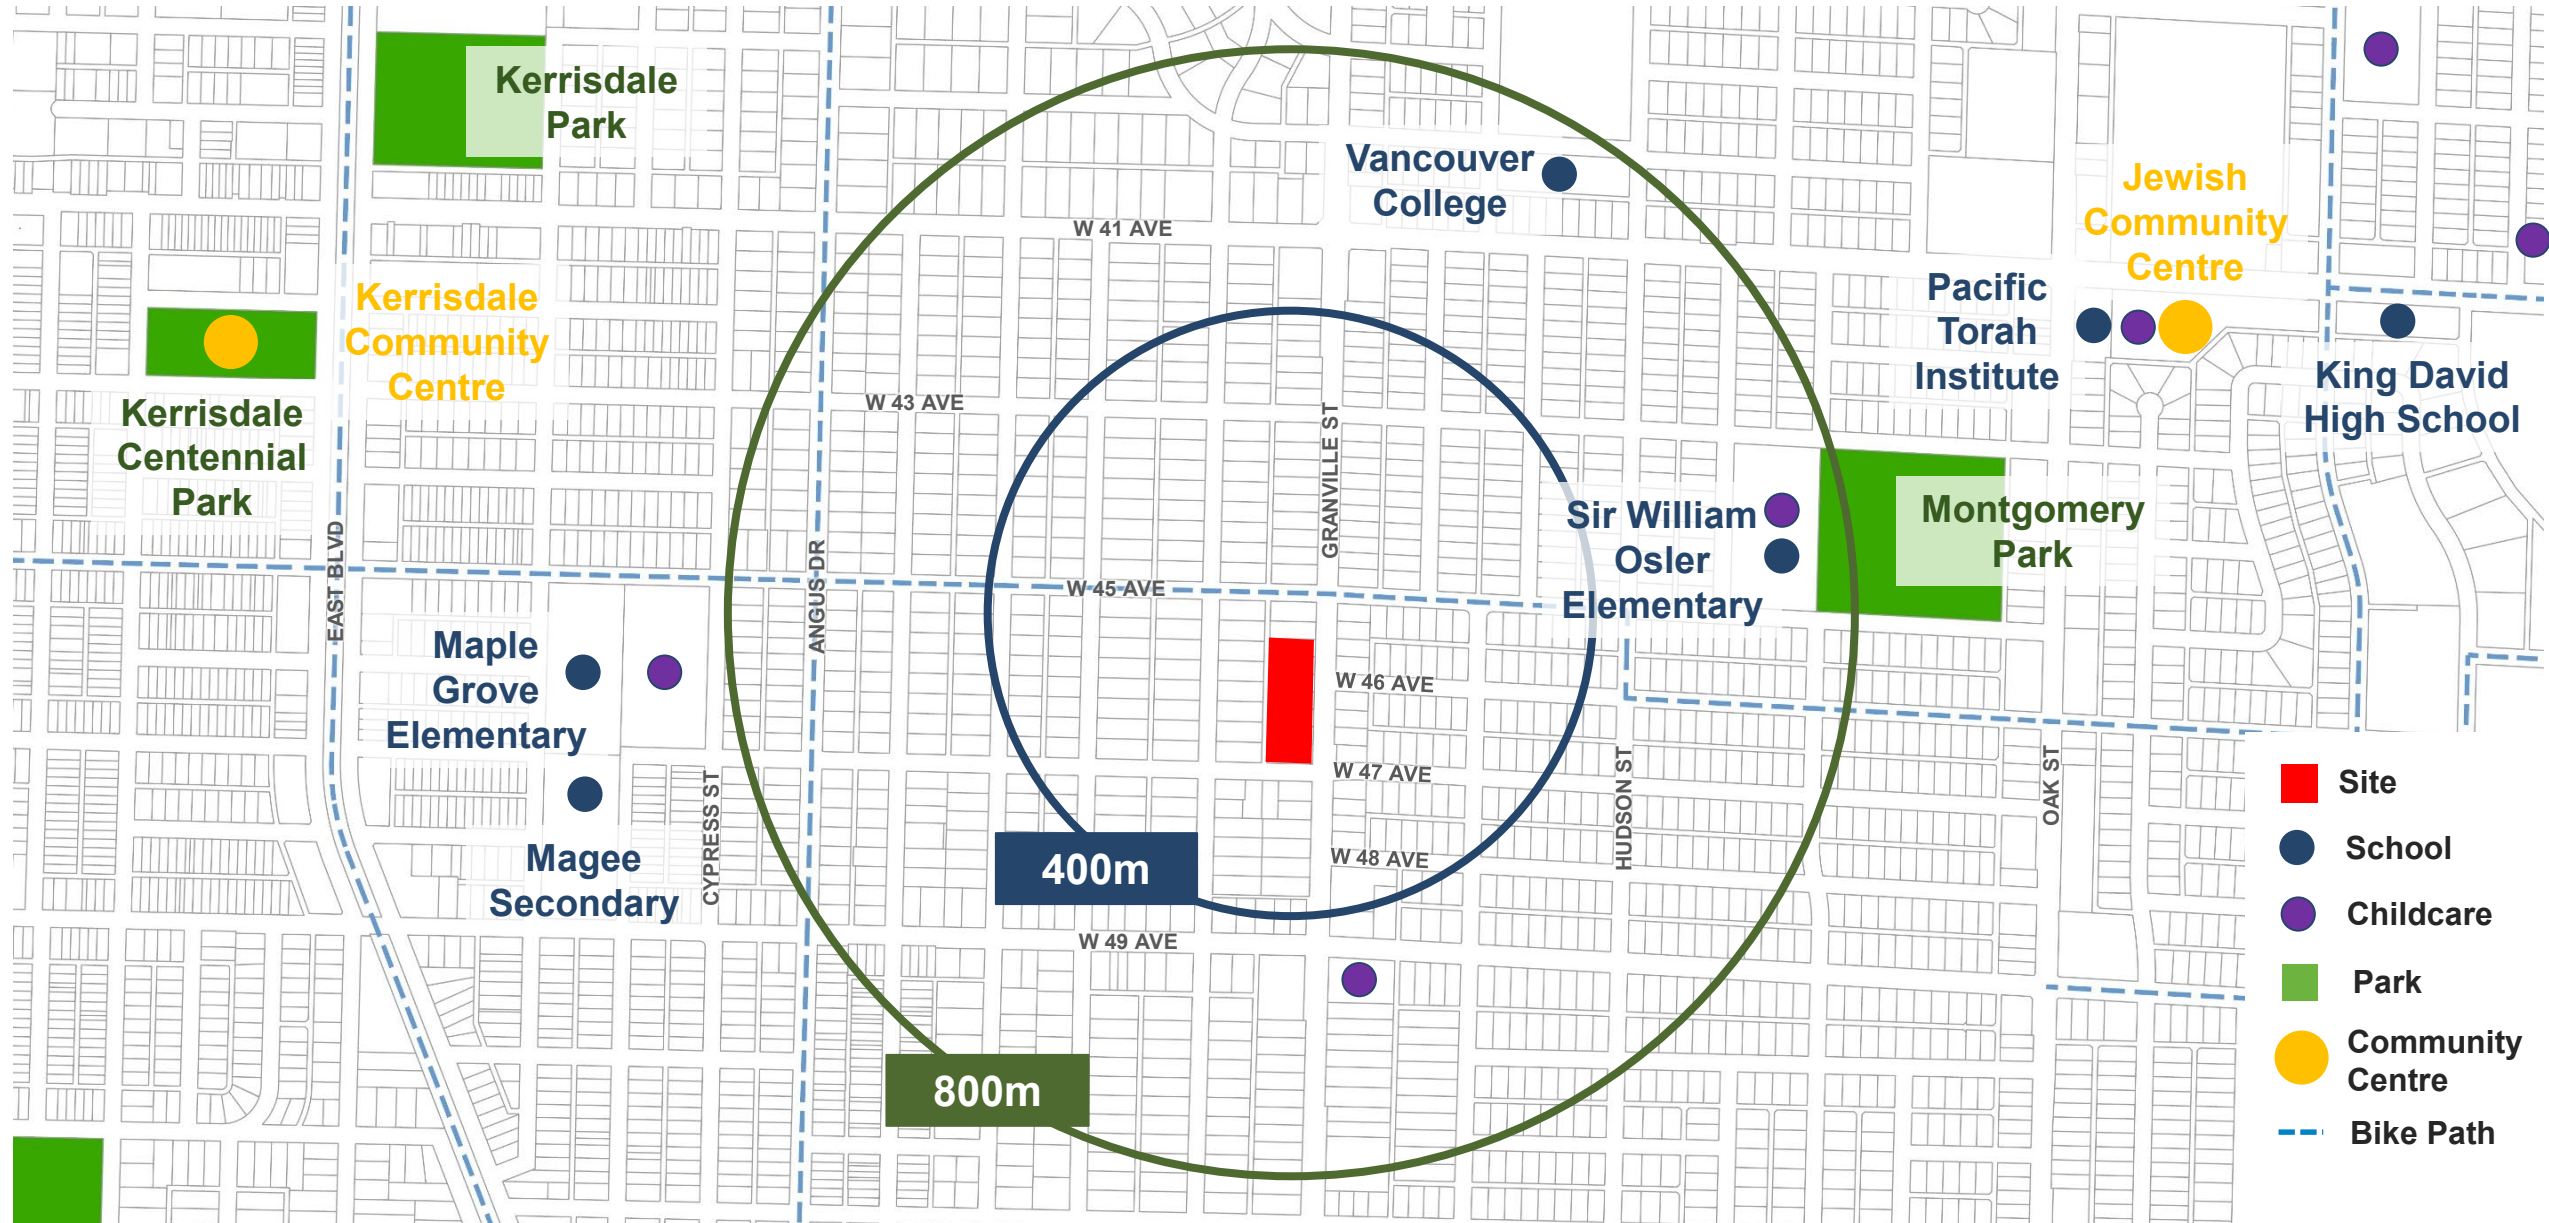 Kerrisdale
Park
Vancouver
College
W 41 AVE
Jewish
Community
Centre
Kerrisdale
Community
Centre
Pacific
Torah
Institute
King David
High School
W 43 AVE
Kerrisdale
Centennial
Park
GRANVILLE ST
EAST BLVD
ANGUS DR
Sir William
Osler
Elementary
Montgomery
Park
W 45 AVE
Maple
Grove
Elementary
W 46 AVE
W 47 AVE
HUDSON ST
OAK ST
CYPRESS ST
Magee
Secondary
400m
W 48 AVE
W 49 AVE
800m
Site
School
Childcare
Park
Community
Centre
Bike Path